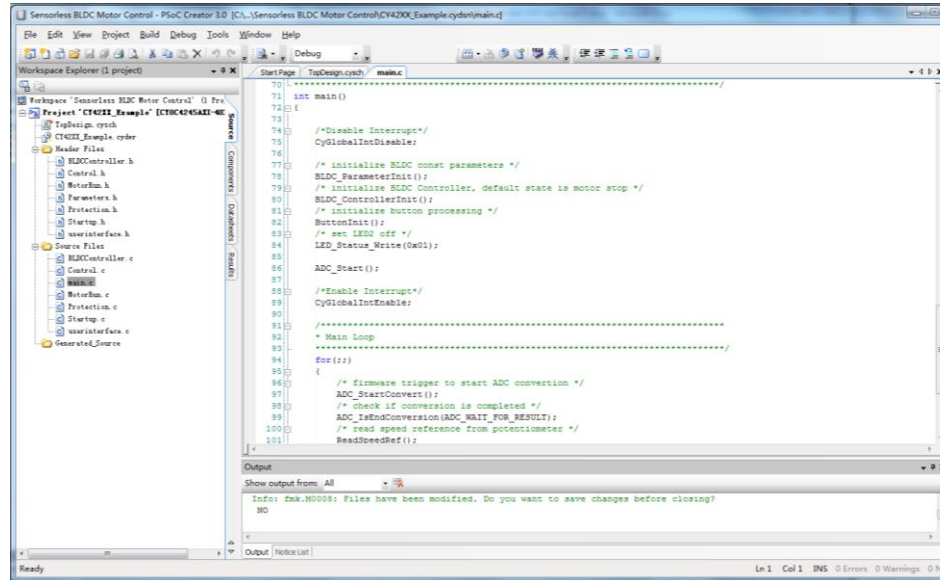 Sensorless BLDC Motor Control - PSoC Creator 3.0 [C:\...\Sensorless BLDC Motor Control\CY42XX_Example.cydsn\main.c]
File Edit View Project Build Debug Tools Window Help
Debug
Workspace Explorer (1 project)
Workspace 'Sensorless BLDC Motor Control' (1 Pro
Project 'CY42XX_Example' [CY8C4245AXI-48
TopDesign.cysch
CY42XX_Example.cydwr
Header Files
BLDCController.h
Control.h
MotorRun.h
Parameters.h
Protection.h
Startup.h
userinterface.h
Source Files
BLDCController.c
Control.c
main.c
MotorRun.c
Protection.c
Startup.c
userinterface.c
Generated_Source
Source
Components
Datasheets
Results
Start Page TopDesign.cysch main.c
70 *******************************************************************************/
71 int main()
72 {
73
74 /*Disable Interrupt*/
75 CyGlobalIntDisable;
76
77 /* initialize BLDC const parameters */
78 BLDC_ParameterInit();
79 /* initialize BLDC Controller, default state is motor stop */
80 BLDC_ControllerInit();
81 /* initialize button processing */
82 ButtonInit();
83 /* set LED2 off */
84 LED_Status_Write(0x01);
85
86 ADC_Start();
87
88 /*Enable Interrupt*/
89 CyGlobalIntEnable;
90
91 /*******************************************************************************
92 * Main Loop
93 *******************************************************************************/
94 for(;;)
95 {
96 /* firmware trigger to start ADC convertion */
97 ADC_StartConvert();
98 /* check if conversion is completed */
99 ADC_IsEndConversion(ADC_WAIT_FOR_RESULT);
100 /* read speed reference from potentiometer */
101 ReadSpeedRef();
Output
Show output from: All
Info: fmk.M0008: Files have been modified. Do you want to save changes before closing?
NO
Output Notice List
Ready
Ln 1 Col 1 INS 0 Errors 0 Warnings 0 N